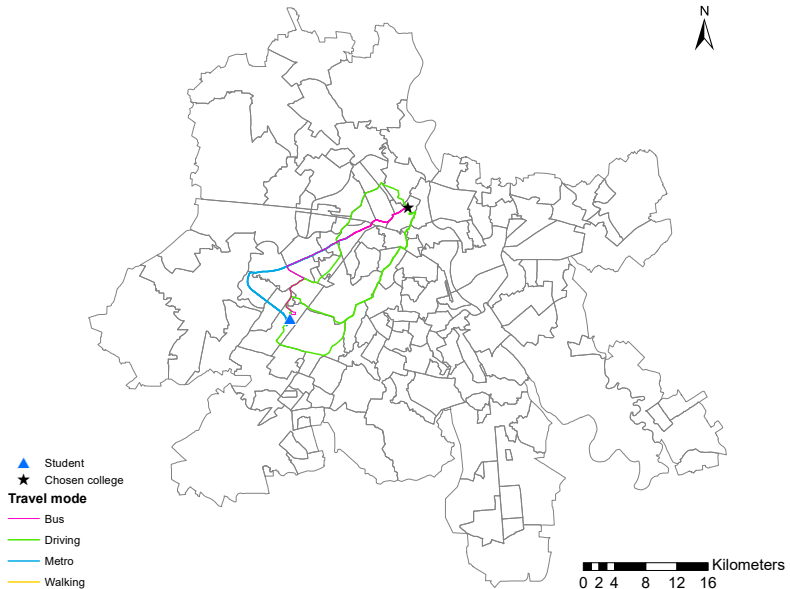 N
Student
Chosen college
Travel mode
Bus
Driving
Metro
Walking
Kilometers
0 2 4 8 12 16